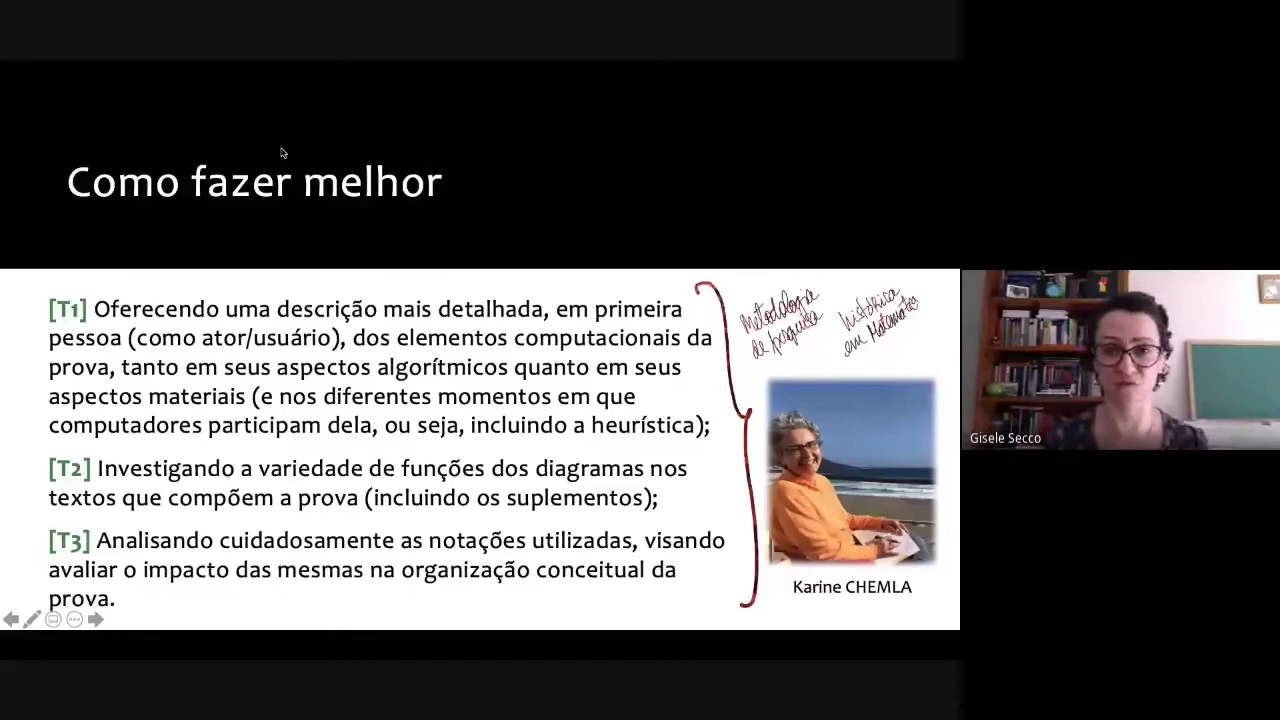 Como fazer melhor
[T1] Oferecendo uma descrição mais detalhada, em primeira
pessoa (como ator/usuário), dos elementos computacionais da
prova, tanto em seus aspectos algorítmicos quanto em seus
aspectos materiais (e nos diferentes momentos em que
computadores participam dela, ou seja, incluindo a heurística);
[T2] Investigando a variedade de funções dos diagramas nos
textos que compõem a prova (incluindo os suplementos);
[T3] Analisando cuidadosamente as notações utilizadas, visando
avaliar o impacto das mesmas na organização conceitual da
prova.
Metodologia
de pesquisa
histórica
em Matemática
Karine CHEMLA
Gisele Secco